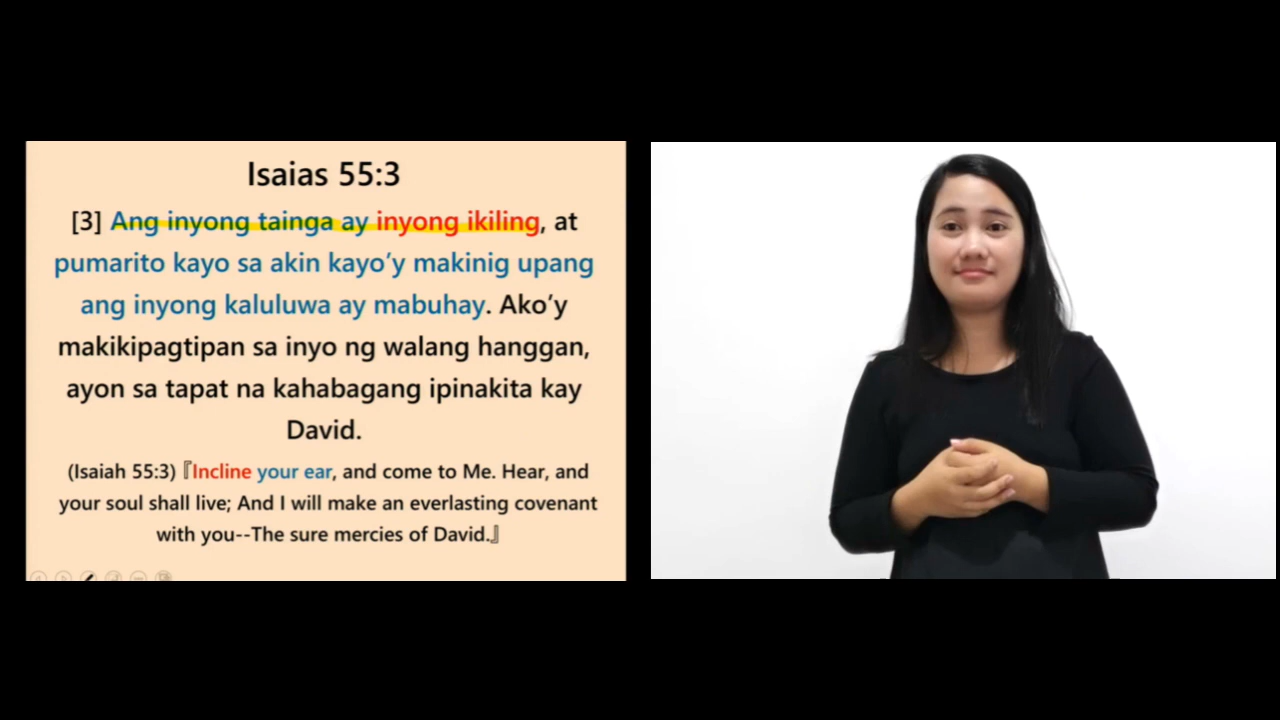 Isaias 55:3
[3] Ang inyong tainga ay inyong ikiling, at
pumarito kayo sa akin kayo’y makinig upang
ang inyong kaluluwa ay mabuhay. Ako’y
makikipagtipan sa inyo ng walang hanggan,
ayon sa tapat na kahabagang ipinakita kay
David.
(Isaiah 55:3)『Incline your ear, and come to Me. Hear, and
your soul shall live; And I will make an everlasting covenant
with you--The sure mercies of David.』